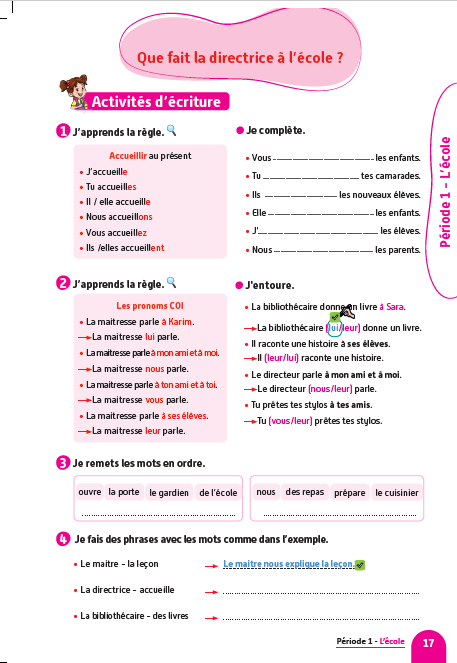 Que fait la directrice à l'école ?
Activités d'écriture
Période 1 - L'école
1 J'apprends la règle.
Accueillir au présent
• J'accueille
• Tu accueilles
• Il / elle accueille
• Nous accueillons
• Vous accueillez
• Ils /elles accueillent
• Je complète.
• Vous ______ les enfants.
• Tu ______ tes camarades.
• Ils ______ les nouveaux élèves.
• Elle ______ les enfants.
• J'______ les élèves.
• Nous ______ les parents.
2 J'apprends la règle.
Les pronoms COI
• La maitresse parle à Karim.
→ La maitresse lui parle.
• La maitresse parle à mon ami et à moi.
→ La maitresse nous parle.
• La maitresse parle à ton ami et à toi.
→ La maitresse vous parle.
• La maitresse parle à ses élèves.
→ La maitresse leur parle.
• J'entoure.
• La bibliothécaire donne un livre à Sara.
→ La bibliothécaire (lui/leur) donne un livre.
• Il raconte une histoire à ses élèves.
→ Il (leur/lui) raconte une histoire.
• Le directeur parle à mon ami et à moi.
→ Le directeur (nous/leur) parle.
• Tu prêtes tes stylos à tes amis.
→ Tu (vous/leur) prêtes tes stylos.
3 Je remets les mots en ordre.
ouvre la porte le gardien de l'école
nous des repas prépare le cuisinier
4 Je fais des phrases avec les mots comme dans l'exemple.
• Le maitre – la leçon → Le maitre nous explique la leçon.
• La directrice – accueille →
• La bibliothécaire – des livres →
Période 1 - L'école 17